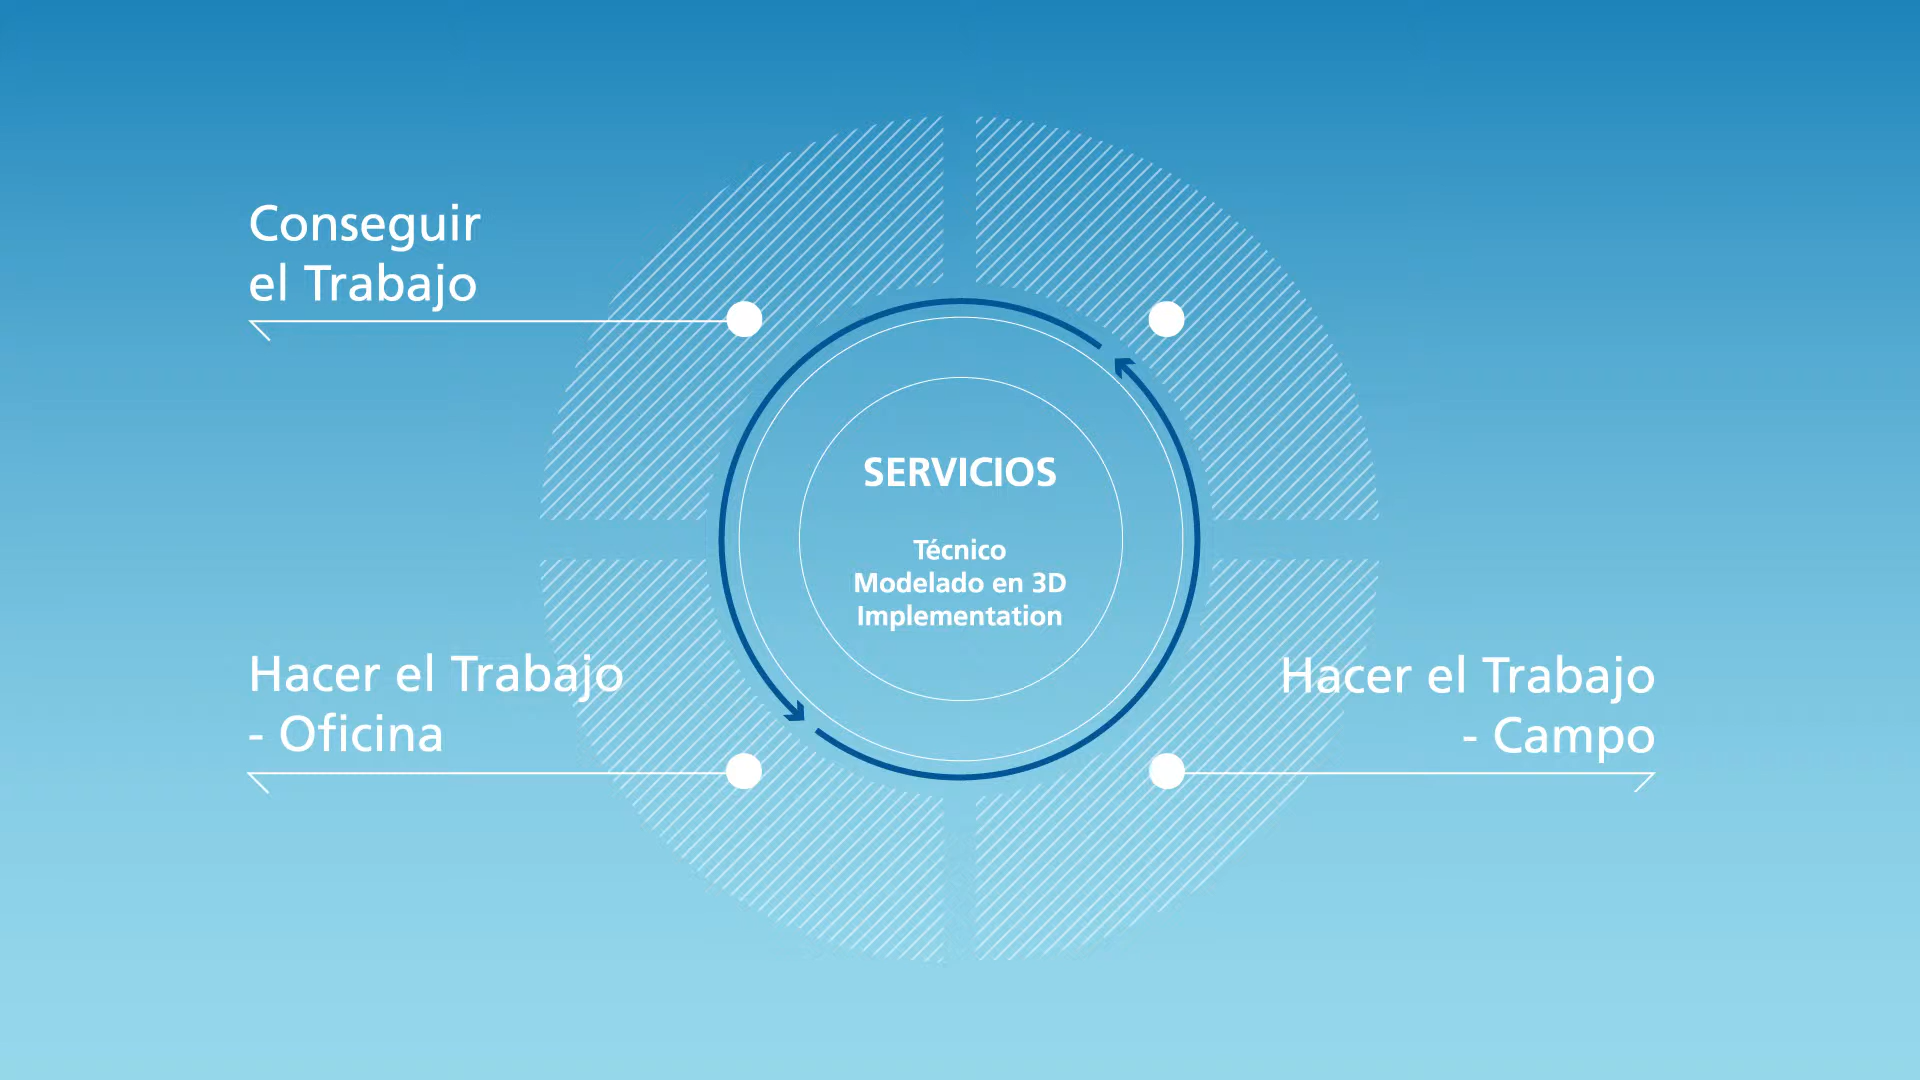 Conseguir
el Trabajo
SERVICIOS
Técnico
Modelado en 3D
Implementation
Hacer el Trabajo
- Oficina
Hacer el Trabajo
- Campo